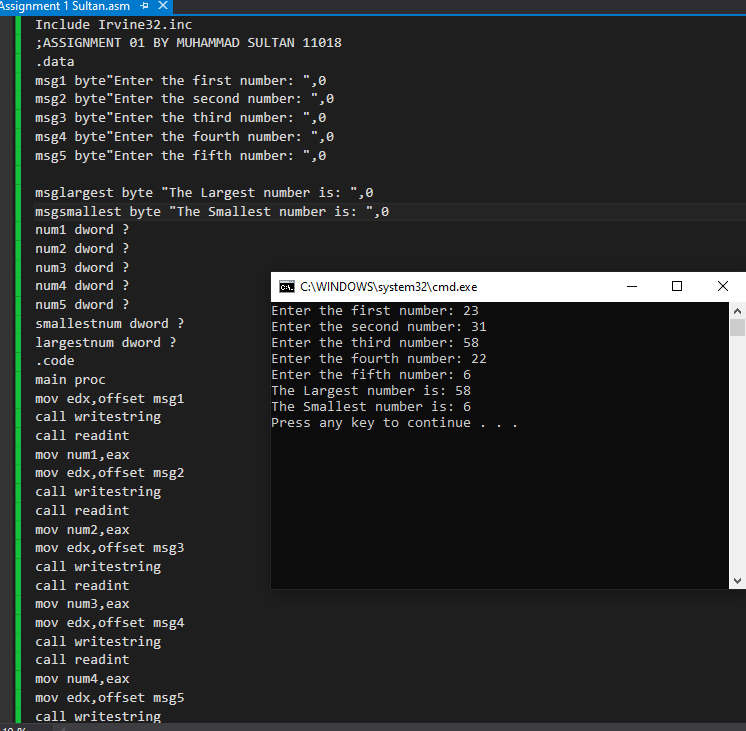 Assignment 1 Sultan.asm
Include Irvine32.inc
;ASSIGNMENT 01 BY MUHAMMAD SULTAN 11018
.data
msg1 byte"Enter the first number: ",0
msg2 byte"Enter the second number: ",0
msg3 byte"Enter the third number: ",0
msg4 byte"Enter the fourth number: ",0
msg5 byte"Enter the fifth number: ",0
msglargest byte "The Largest number is: ",0
msgsmallest byte "The Smallest number is: ",0
num1 dword ?
num2 dword ?
num3 dword ?
num4 dword ?
num5 dword ?
smallestnum dword ?
largestnum dword ?
.code
main proc
mov edx,offset msg1
call writestring
call readint
mov num1,eax
mov edx,offset msg2
call writestring
call readint
mov num2,eax
mov edx,offset msg3
call writestring
call readint
mov num3,eax
mov edx,offset msg4
call writestring
call readint
mov num4,eax
mov edx,offset msg5
call writestring
C:\WINDOWS\system32\cmd.exe
Enter the first number: 23
Enter the second number: 31
Enter the third number: 58
Enter the fourth number: 22
Enter the fifth number: 6
The Largest number is: 58
The Smallest number is: 6
Press any key to continue . . .